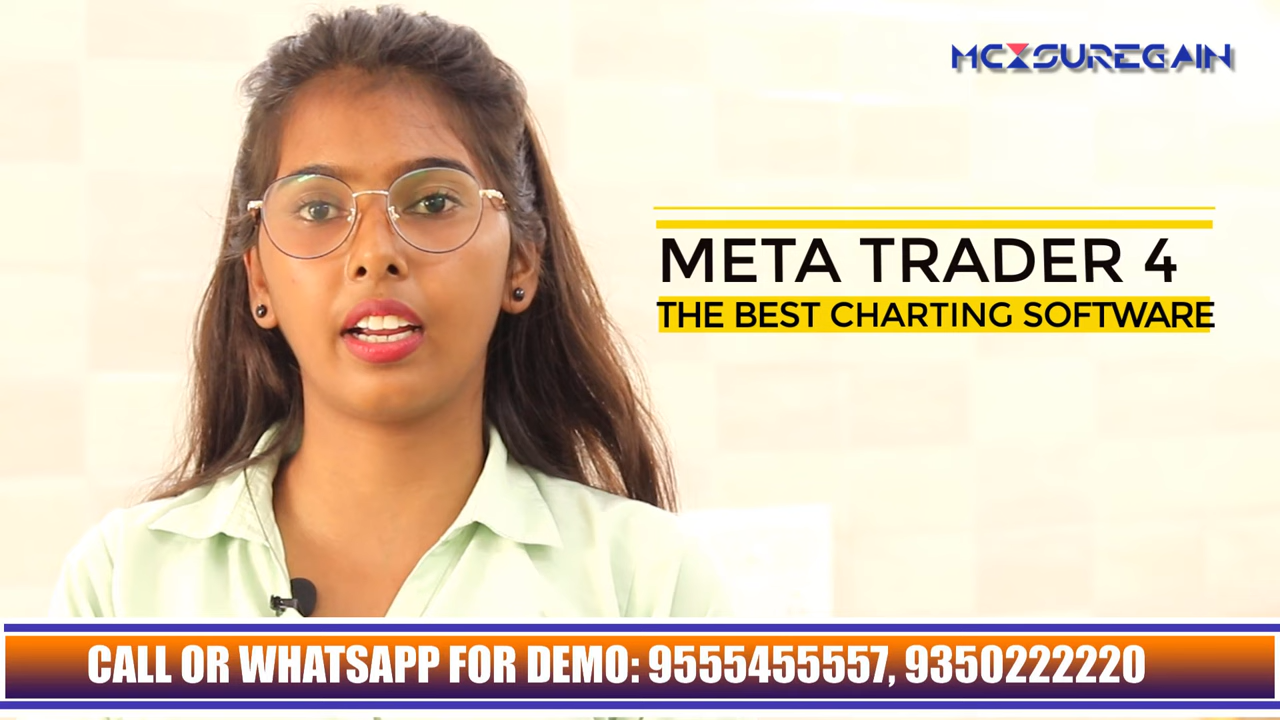 MCXSUREGAIN
META TRADER 4
THE BEST CHARTING SOFTWARE
CALL OR WHATSAPP FOR DEMO: 9555455557, 9350222220